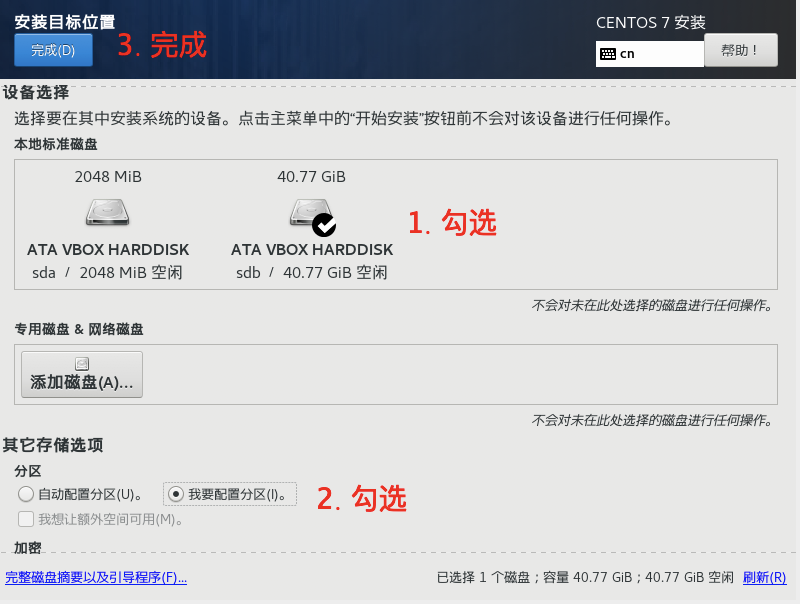 安装目标位置
CENTOS 7 安装
完成(D)
3. 完成
cn
帮助！
设备选择
选择要在其中安装系统的设备。点击主菜单中的“开始安装”按钮前不会对该设备进行任何操作。
本地标准磁盘
2048 MiB
40.77 GiB
1. 勾选
ATA VBOX HARDDISK
ATA VBOX HARDDISK
sda / 2048 MiB 空闲
sdb / 40.77 GiB 空闲
不会对未在此处选择的磁盘进行任何操作。
专用磁盘 & 网络磁盘
添加磁盘(A)...
不会对未在此处选择的磁盘进行任何操作。
其它存储选项
分区
自动配置分区(U)。
我要配置分区(I)。
2. 勾选
我想让额外空间可用(M)。
加密
完整磁盘摘要以及引导程序(F)...
已选择 1 个磁盘；容量 40.77 GiB；40.77 GiB 空闲
刷新(R)